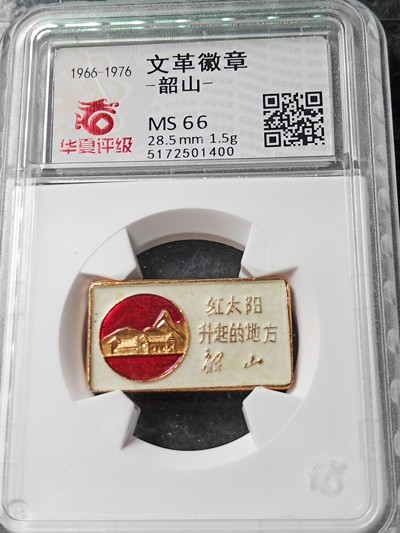 1966-1976
文革徽章
-韶山-
华夏评级
MS 66
28.5mm 1.5g
5172501400
红太阳
升起的地方
韶山